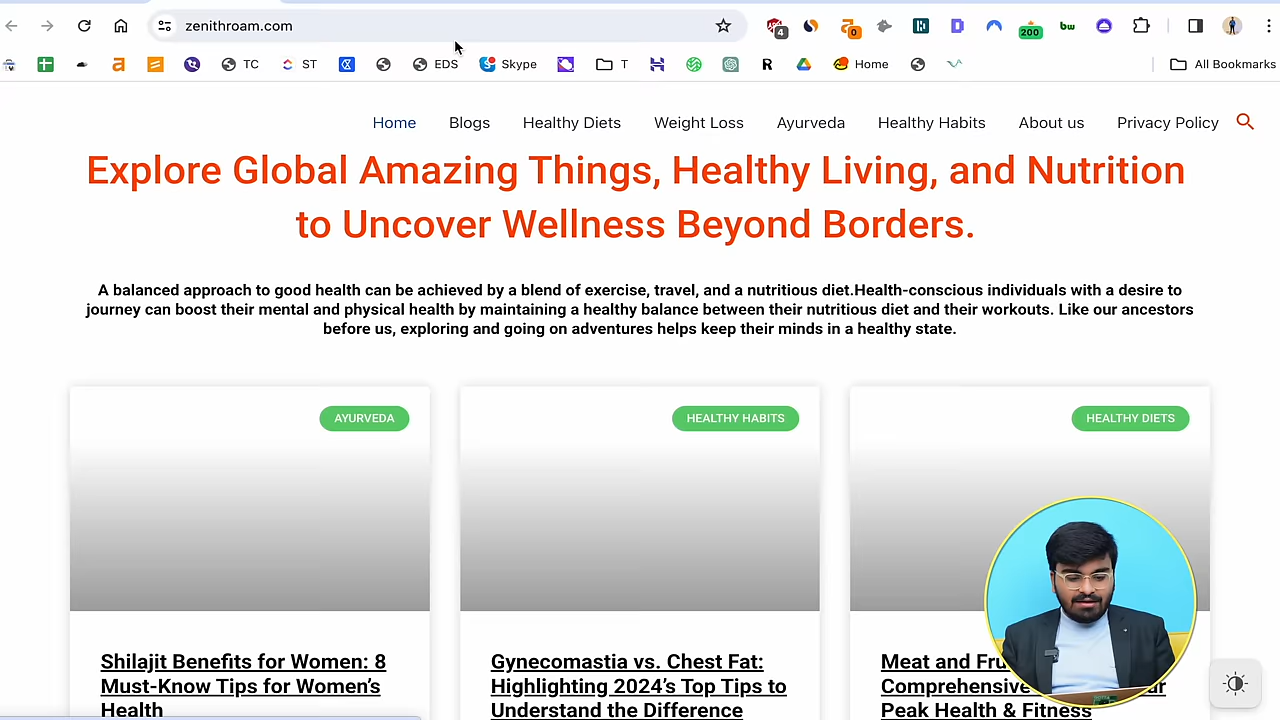 zenithroam.com
4
0
200
bw
TC
ST
EDS
Skype
T
R
Home
All Bookmarks
Home
Blogs
Healthy Diets
Weight Loss
Ayurveda
Healthy Habits
About us
Privacy Policy
Explore Global Amazing Things, Healthy Living, and Nutrition
to Uncover Wellness Beyond Borders.
A balanced approach to good health can be achieved by a blend of exercise, travel, and a nutritious diet.Health-conscious individuals with a desire to
journey can boost their mental and physical health by maintaining a healthy balance between their nutritious diet and their workouts. Like our ancestors
before us, exploring and going on adventures helps keep their minds in a healthy state.
AYURVEDA
HEALTHY HABITS
HEALTHY DIETS
Shilajit Benefits for Women: 8
Must-Know Tips for Women's
Health
Gynecomastia vs. Chest Fat:
Highlighting 2024's Top Tips to
Understand the Difference
Meat and
Comprehensive
Peak Health & Fitness